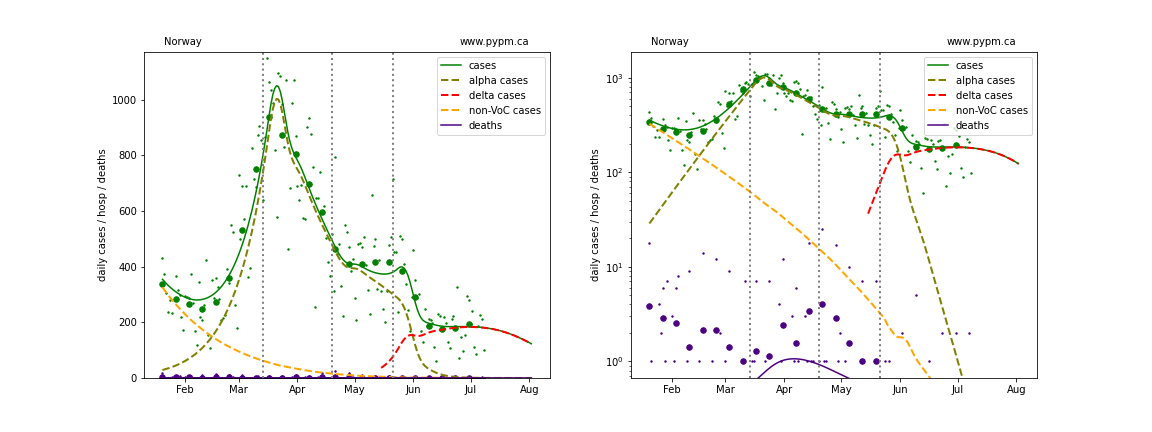 Norway www.pypm.ca
cases
alpha cases
delta cases
non-VoC cases
deaths
daily cases / hosp / deaths
1000
800
600
400
200
0
Feb Mar Apr May Jun Jul Aug
Norway www.pypm.ca
cases
alpha cases
delta cases
non-VoC cases
deaths
daily cases / hosp / deaths
10³
10²
10¹
10⁰
Feb Mar Apr May Jun Jul Aug